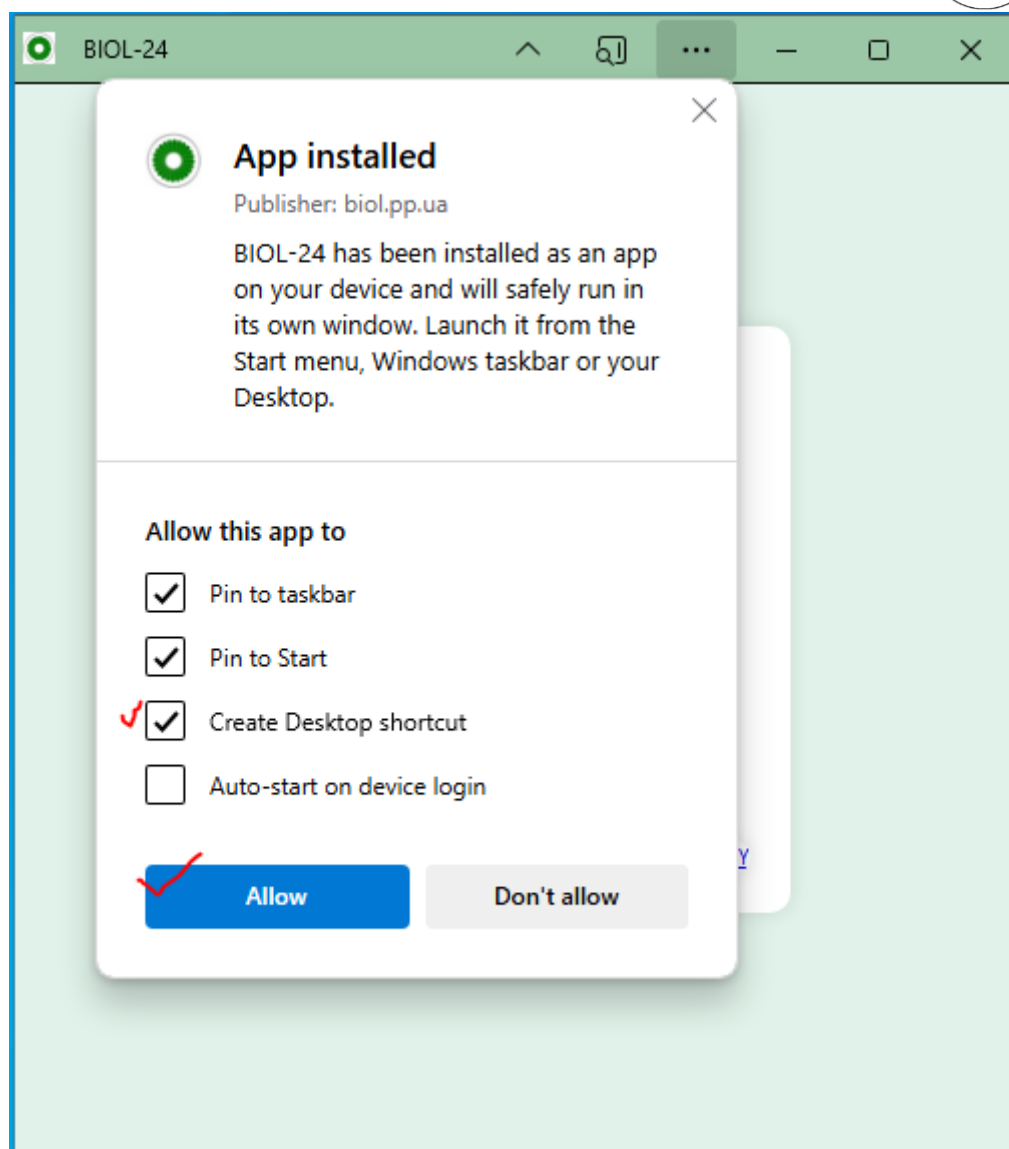 BIOL-24
App installed
Publisher: biol.pp.ua
BIOL-24 has been installed as an app
on your device and will safely run in
its own window. Launch it from the
Start menu, Windows taskbar or your
Desktop.
Allow this app to
Pin to taskbar
Pin to Start
Create Desktop shortcut
Auto-start on device login
Allow
Don't allow